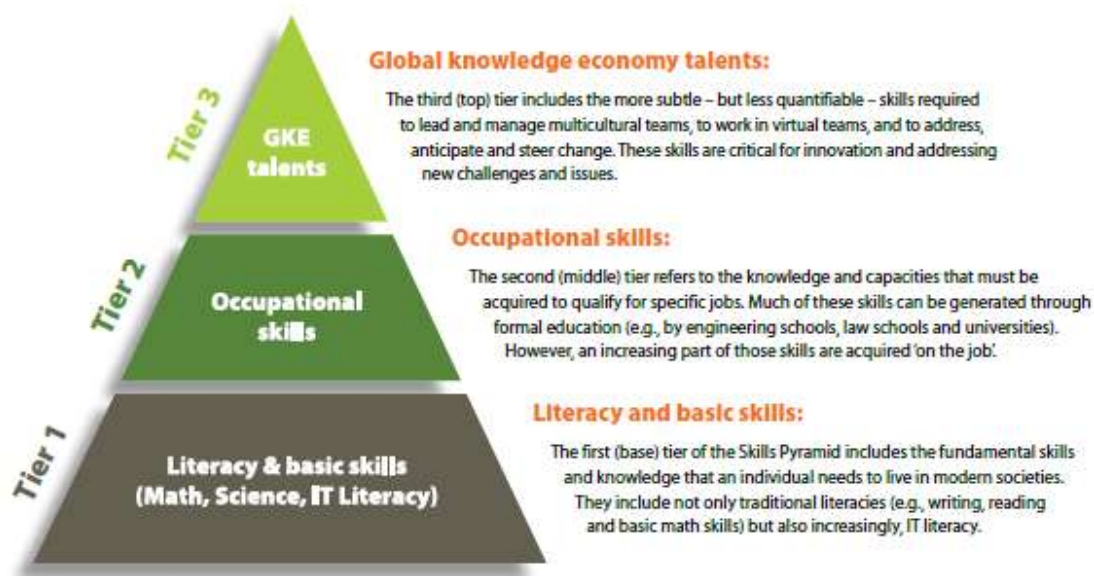 Tier 3
GKE
talents
Global knowledge economy talents:
The third (top) tier includes the more subtle – but less quantifiable – skills required
to lead and manage multicultural teams, to work in virtual teams, and to address,
anticipate and steer change. These skills are critical for innovation and addressing
new challenges and issues.
Tier 2
Occupational
skills
Occupational skills:
The second (middle) tier refers to the knowledge and capacities that must be
acquired to qualify for specific jobs. Much of these skills can be generated through
formal education (e.g., by engineering schools, law schools and universities).
However, an increasing part of those skills are acquired 'on the job'.
Tier 1
Literacy & basic skills
(Math, Science, IT Literacy)
Literacy and basic skills:
The first (base) tier of the Skills Pyramid includes the fundamental skills
and knowledge that an individual needs to live in modern societies.
They include not only traditional literacies (e.g., writing, reading
and basic math skills) but also increasingly, IT literacy.